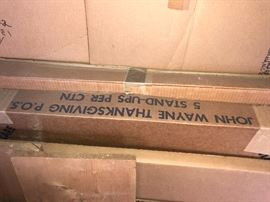 JOHN WAYNE THANKSGIVING P.O.S.
5 STAND-UPS PER CTN